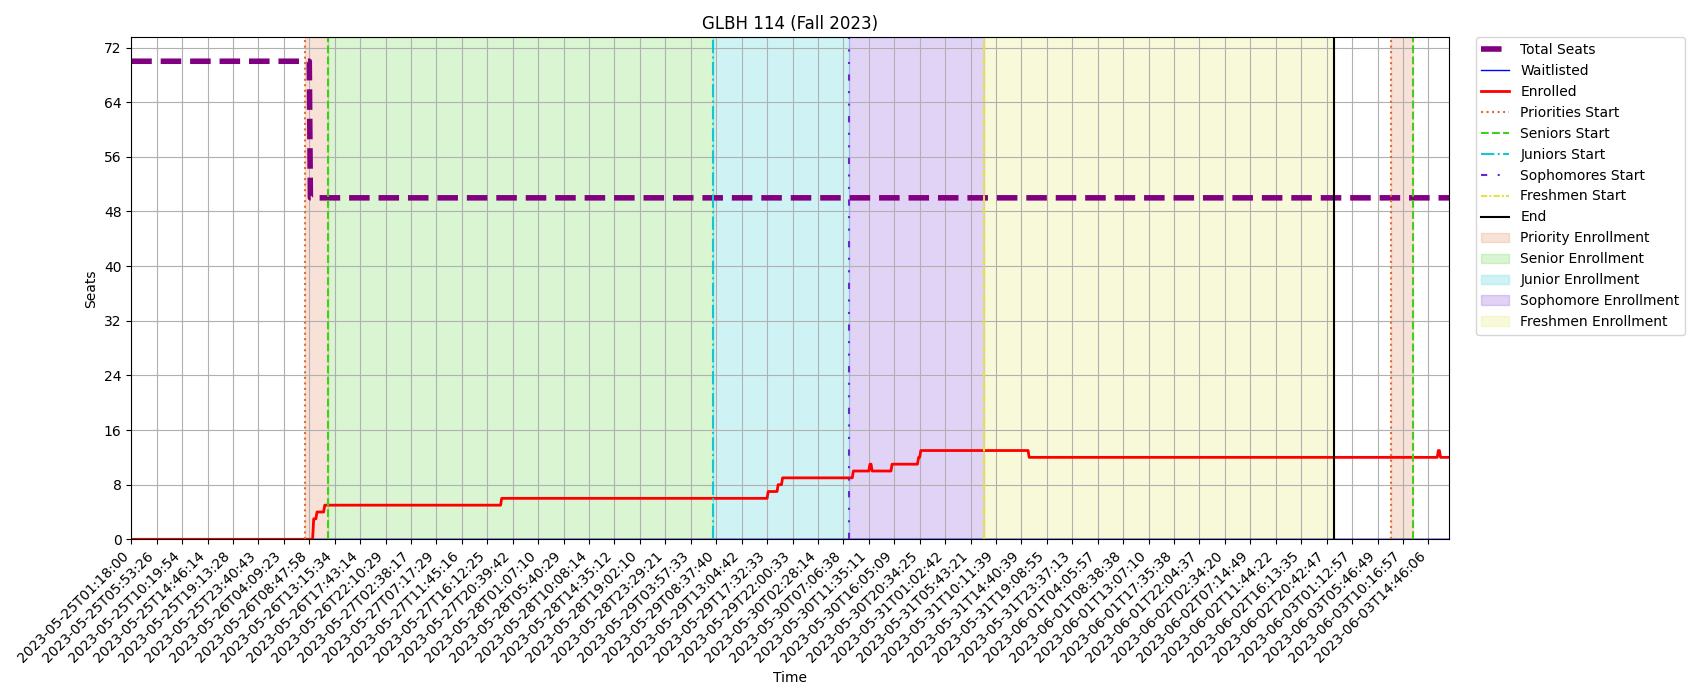 GLBH 114 (Fall 2023)
72
64
56
48
40
32
24
16
8
0
Seats
2023-05-25T01:18:00
2023-05-25T05:53:26
2023-05-25T10:19:54
2023-05-25T14:46:14
2023-05-25T19:13:28
2023-05-25T23:40:43
2023-05-26T04:09:23
2023-05-26T08:47:58
2023-05-26T13:15:34
2023-05-26T17:43:14
2023-05-26T22:10:29
2023-05-27T02:38:17
2023-05-27T07:17:29
2023-05-27T11:45:16
2023-05-27T16:12:25
2023-05-27T20:39:42
2023-05-28T01:07:10
2023-05-28T05:40:29
2023-05-28T10:08:14
2023-05-28T14:35:12
2023-05-28T19:02:10
2023-05-28T23:29:21
2023-05-29T03:57:33
2023-05-29T08:37:40
2023-05-29T13:04:42
2023-05-29T17:32:33
2023-05-29T22:00:33
2023-05-30T02:28:14
2023-05-30T07:06:38
2023-05-30T11:35:11
2023-05-30T16:05:09
2023-05-30T20:34:25
2023-05-31T01:02:42
2023-05-31T05:43:21
2023-05-31T10:11:39
2023-05-31T14:40:39
2023-05-31T19:08:55
2023-05-31T23:37:13
2023-06-01T04:05:57
2023-06-01T08:38:38
2023-06-01T13:07:10
2023-06-01T17:35:38
2023-06-01T22:04:37
2023-06-02T02:34:20
2023-06-02T07:14:49
2023-06-02T11:44:22
2023-06-02T16:13:35
2023-06-02T20:42:47
2023-06-03T01:12:57
2023-06-03T05:46:49
2023-06-03T10:16:57
2023-06-03T14:46:06
Time
Total Seats
Waitlisted
Enrolled
Priorities Start
Seniors Start
Juniors Start
Sophomores Start
Freshmen Start
End
Priority Enrollment
Senior Enrollment
Junior Enrollment
Sophomore Enrollment
Freshmen Enrollment